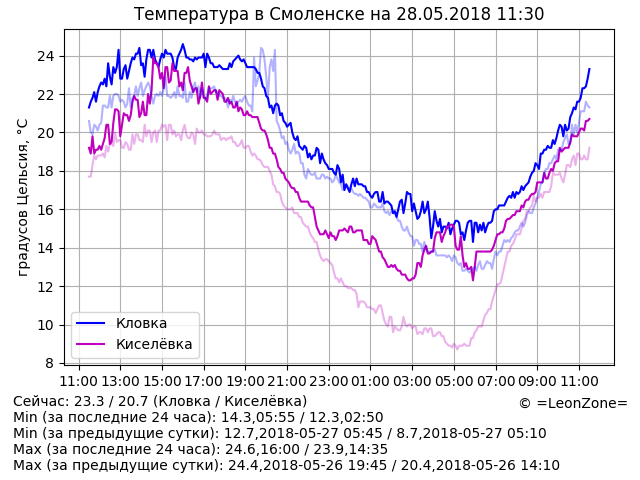 Температура в Смоленске на 28.05.2018 11:30
градусов Цельсия, °C
24
22
20
18
16
14
12
10
8
Кловка
Киселёвка
11:00 13:00 15:00 17:00 19:00 21:00 23:00 01:00 03:00 05:00 07:00 09:00 11:00
Сейчас: 23.3 / 20.7 (Кловка / Киселёвка)
© =LeonZone=
Min (за последние 24 часа): 14.3,05:55 / 12.3,02:50
Min (за предыдущие сутки): 12.7,2018-05-27 05:45 / 8.7,2018-05-27 05:10
Max (за последние 24 часа): 24.6,16:00 / 23.9,14:35
Max (за предыдущие сутки): 24.4,2018-05-26 19:45 / 20.4,2018-05-26 14:10